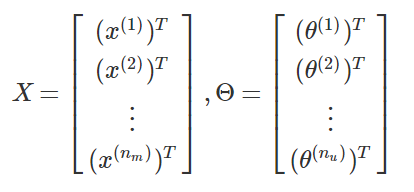 X = [ (x^{(1)})^T (x^{(2)})^T ⋮ (x^{(n_m)})^T ] , Θ = [ (θ^{(1)})^T (θ^{(2)})^T ⋮ (θ^{(n_u)})^T ]